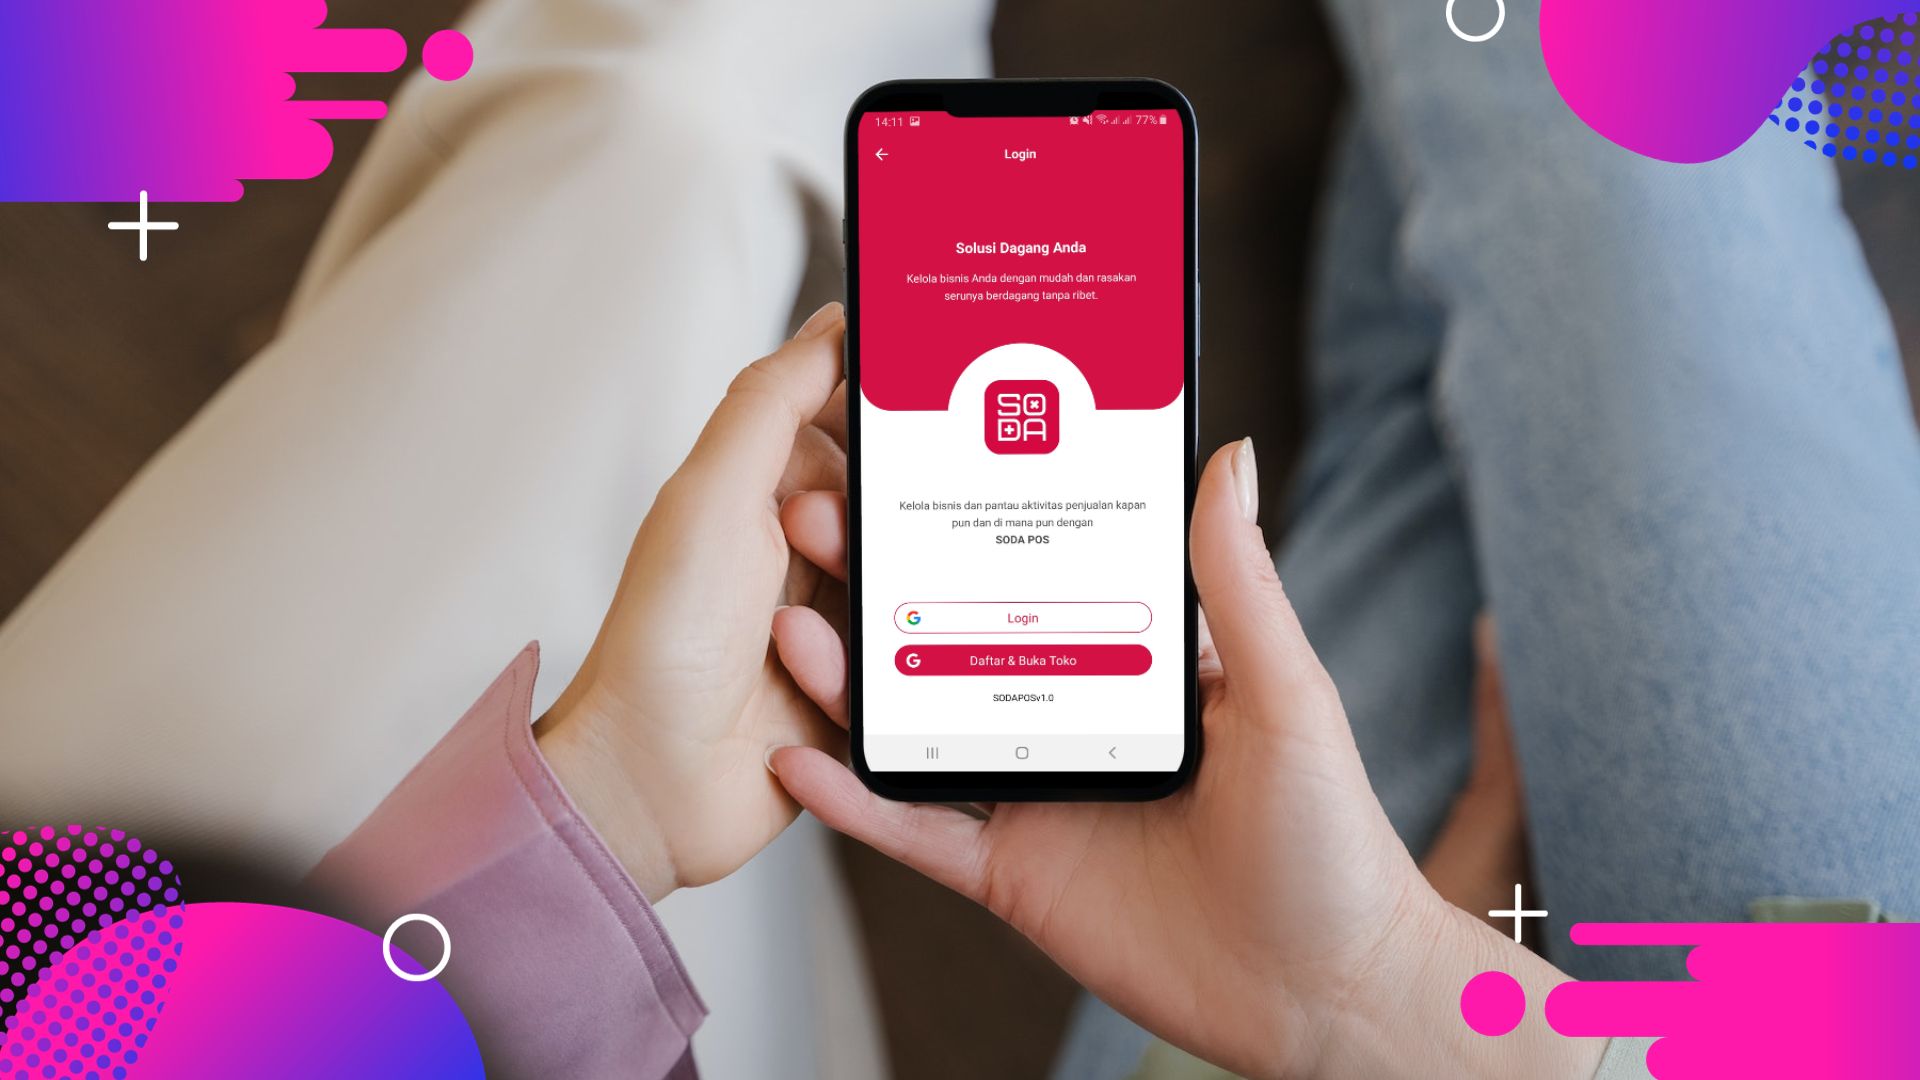 14:11
77%
Login
Solusi Dagang Anda
Kelola bisnis Anda dengan mudah dan rasakan
serunya berdagang tanpa ribet.
SO
DA
Kelola bisnis dan pantau aktivitas penjualan kapan
pun dan di mana pun dengan
SODA POS
G Login
G Daftar & Buka Toko
SODAPOSv1.0